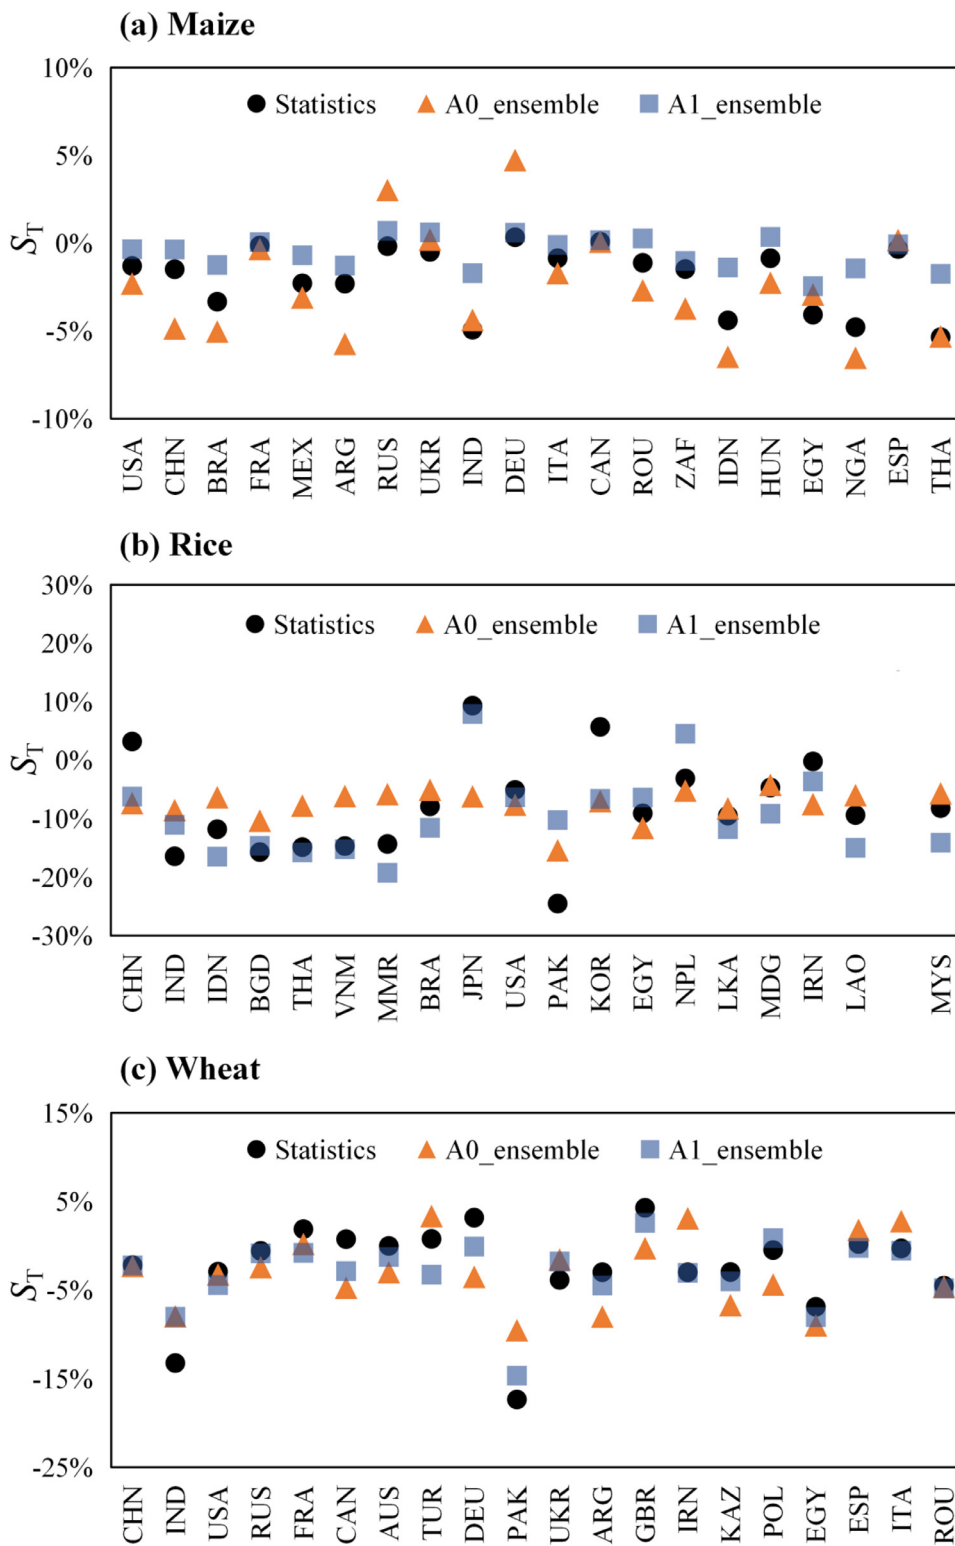 (a) Maize
10%
5%
0%
-5%
-10%
S_T
Statistics A0_ensemble A1_ensemble
USA CHN BRA FRA MEX ARG RUS UKR IND DEU ITA CAN ROU ZAF IDN HUN EGY NGA ESP THA
(b) Rice
30%
20%
10%
0%
-10%
-20%
-30%
S_T
Statistics A0_ensemble A1_ensemble
CHN IND IDN BGD THA VNM MMR BRA JPN USA PAK KOR EGY NPL LKA MDG IRN LAO MYS
(c) Wheat
15%
5%
-5%
-15%
-25%
S_T
Statistics A0_ensemble A1_ensemble
CHN IND USA RUS FRA CAN AUS TUR DEU PAK UKR ARG GBR IRN KAZ POL EGY ESP ITA ROU